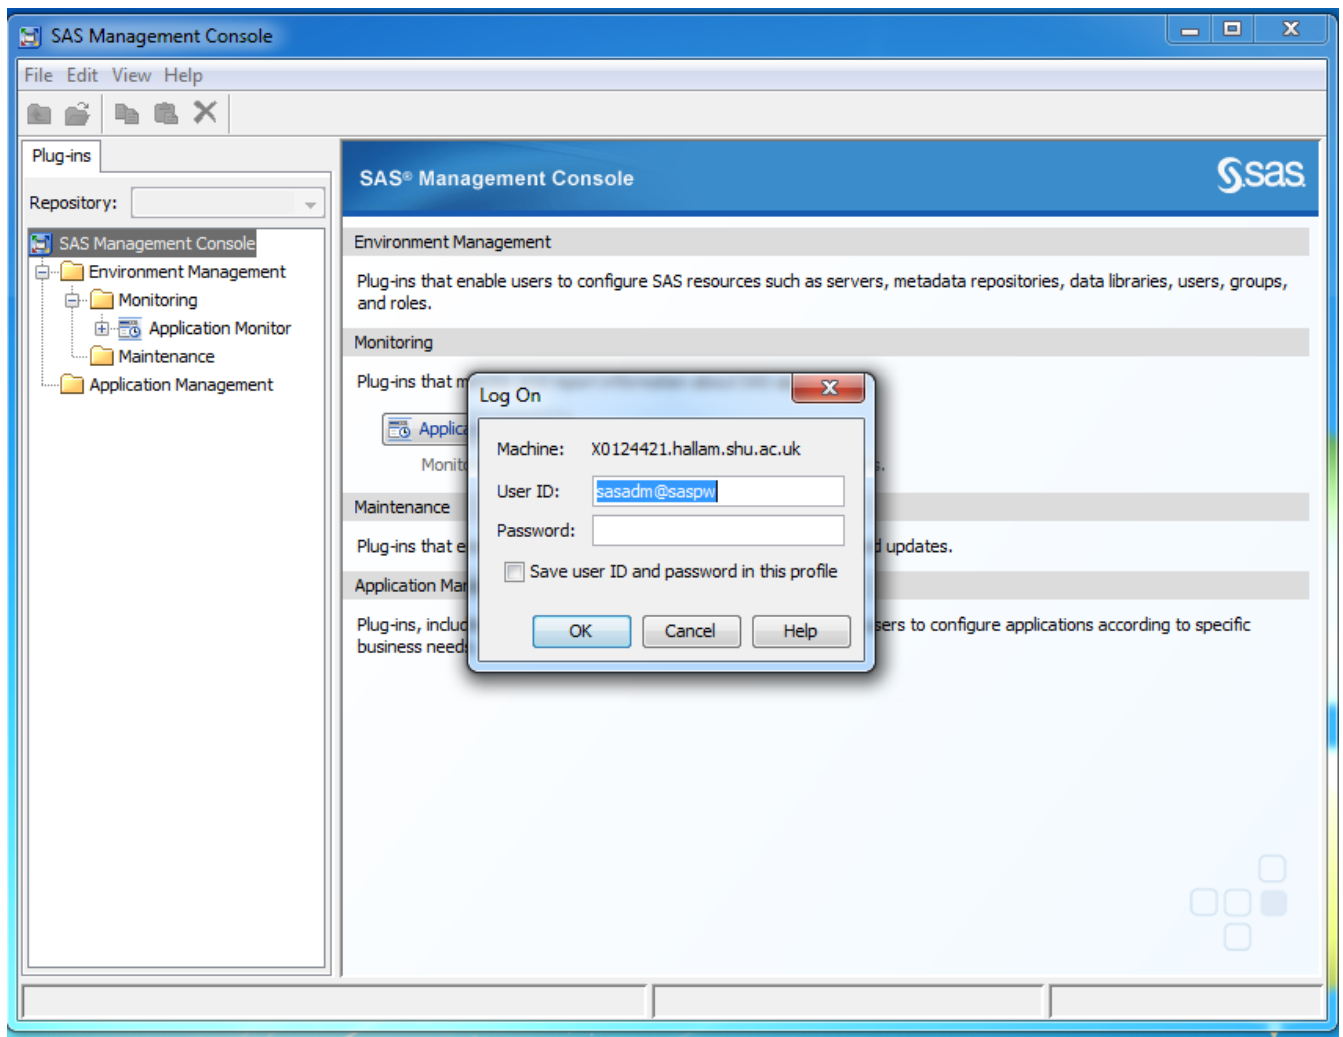 SAS Management Console
File Edit View Help
Plug-ins
Repository:
SAS Management Console
Environment Management
Monitoring
Application Monitor
Maintenance
Application Management
SAS® Management Console
sas
Environment Management
Plug-ins that enable users to configure SAS resources such as servers, metadata repositories, data libraries, users, groups,
and roles.
Monitoring
Plug-ins that m
Applica
Monito
s.
Maintenance
Plug-ins that e
d updates.
Application Man
Plug-ins, includ
sers to configure applications according to specific
business need
Log On
Machine: X0124421.hallam.shu.ac.uk
User ID: sasadm@saspw
Password:
Save user ID and password in this profile
OK Cancel Help